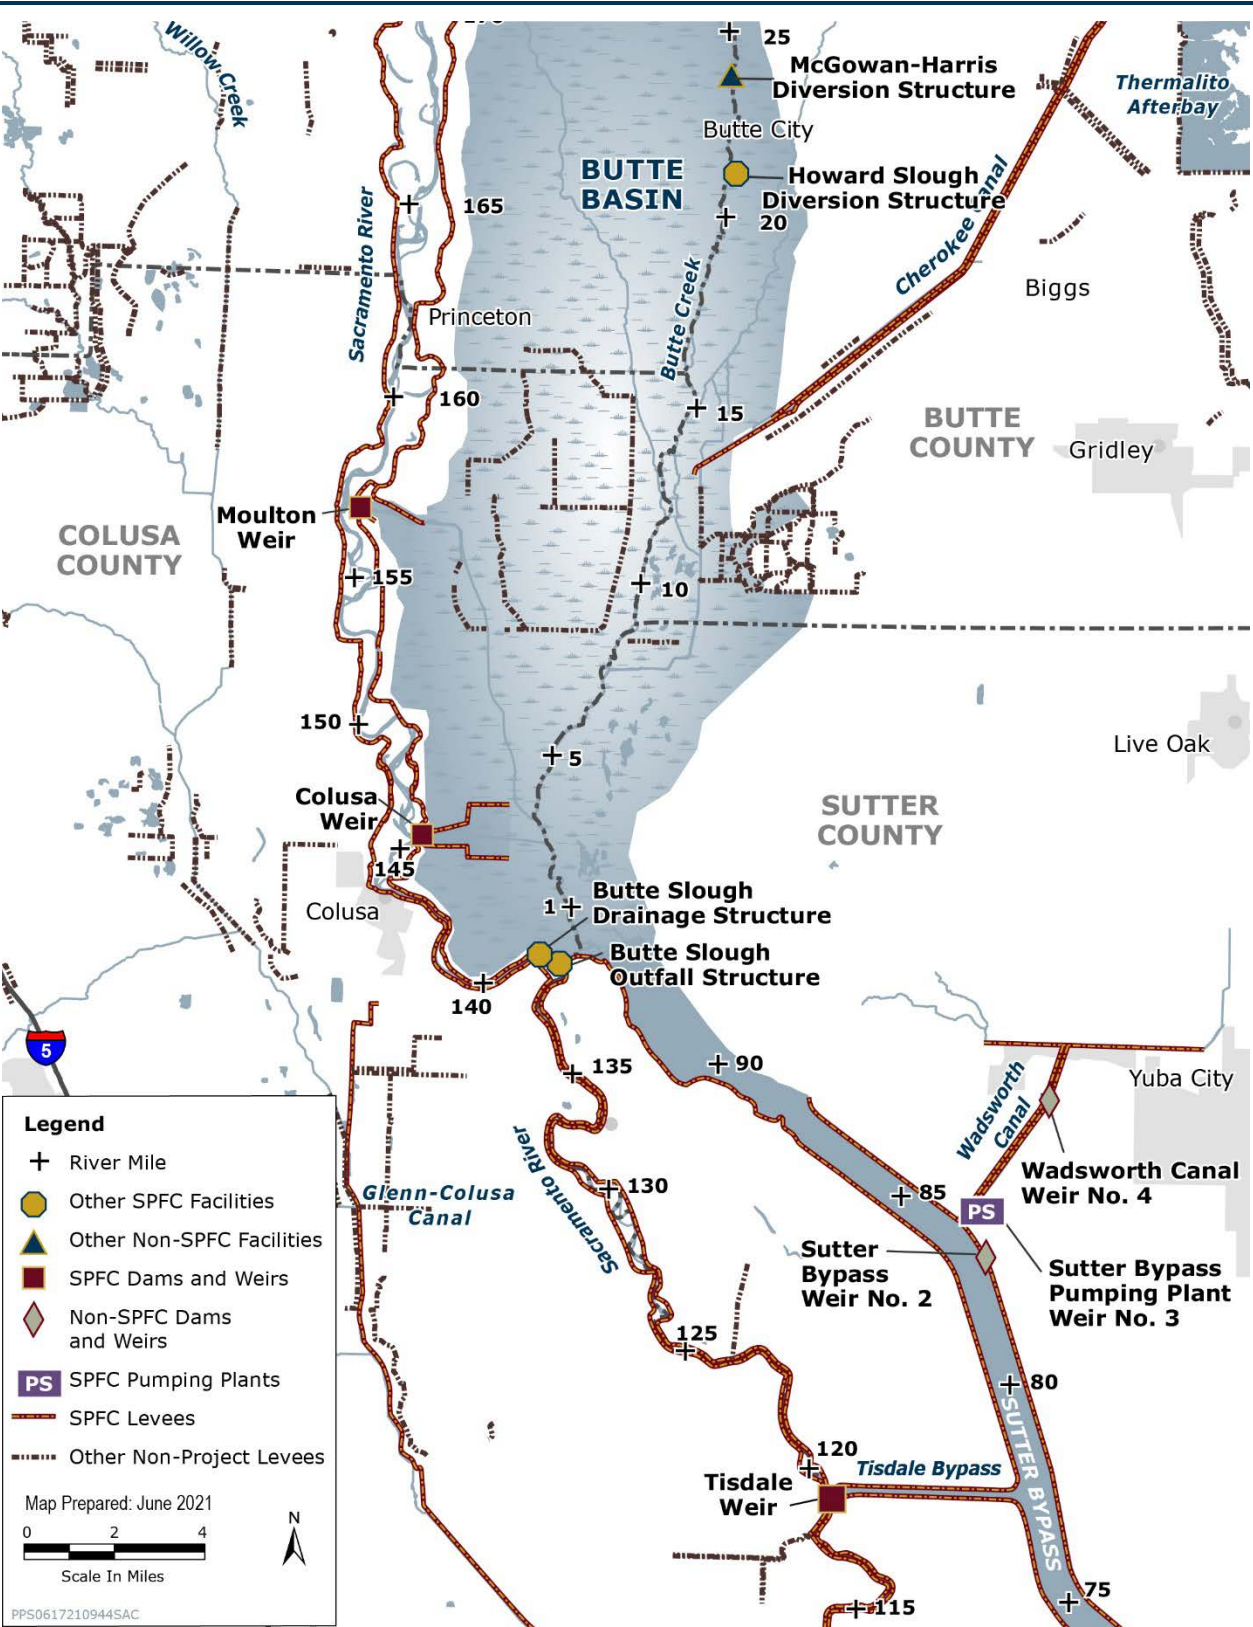 170
Willow Creek
25
McGowan-Harris
Diversion Structure
Thermalito
Afterbay
Butte City
BUTTE
BASIN
Howard Slough
Diversion Structure
165
20
Sacramento River
Cherokee Canal
Butte Creek
Biggs
Princeton
160
15
BUTTE
COUNTY
Gridley
Moulton
Weir
COLUSA
COUNTY
155
10
150
5
Live Oak
Colusa
Weir
SUTTER
COUNTY
145
Colusa
1
Butte Slough
Drainage Structure
Butte Slough
Outfall Structure
140
5
135
90
Yuba City
Wadsworth
Canal
Sacramento River
Wadsworth Canal
Weir No. 4
130
85
PS
Glenn-Colusa
Canal
Sutter
Bypass
Weir No. 2
Sutter Bypass
Pumping Plant
Weir No. 3
125
80
SUTTER BYPASS
120
Tisdale Bypass
Tisdale
Weir
75
115
Legend
River Mile
Other SPFC Facilities
Other Non-SPFC Facilities
SPFC Dams and Weirs
Non-SPFC Dams
and Weirs
PS SPFC Pumping Plants
SPFC Levees
Other Non-Project Levees
Map Prepared: June 2021
0 2 4
Scale In Miles
N
PPS0617210944SAC